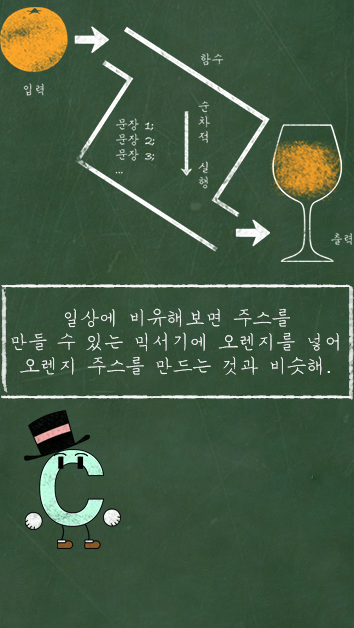 함수
입력
문장 1;
문장 2;
문장 3;
...
순차적 실행
출력
일상에 비유해보면 주스를
만들 수 있는 믹서기에 오렌지를 넣어
오렌지 주스를 만드는 것과 비슷해.
C